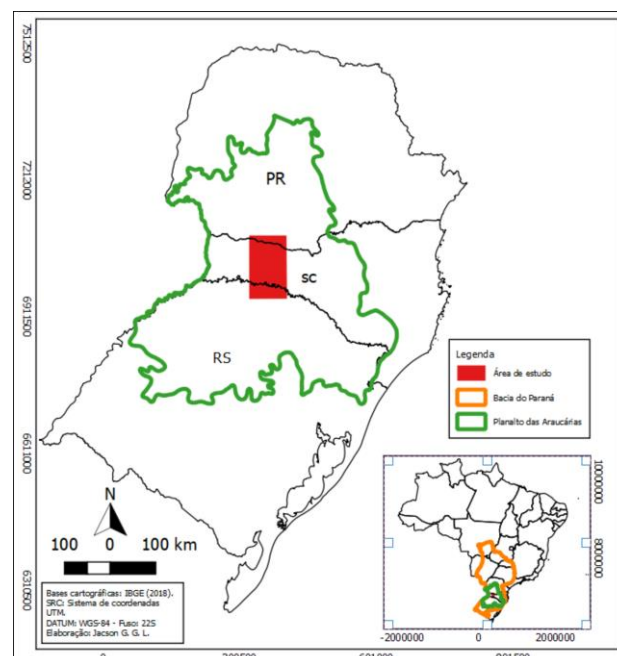 7512500
7212000
6911500
6611000
6310500
PR
SC
RS
Legenda
Área de estudo
Bacia do Paraná
Planalto das Araucárias
N
100 0 100 km
Bases cartográficas: IBGE (2018).
SRC: Sistema de coordenadas
UTM.
DATUM: WGS-84 - Fuso: 22S
Elaboração: Jacson G. G. L.
10000000
8000000
-2000000 0 2000000
0